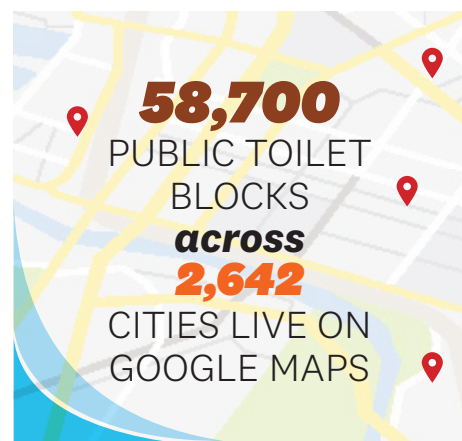 58,700
PUBLIC TOILET
BLOCKS
across
2,642
CITIES LIVE ON
GOOGLE MAPS